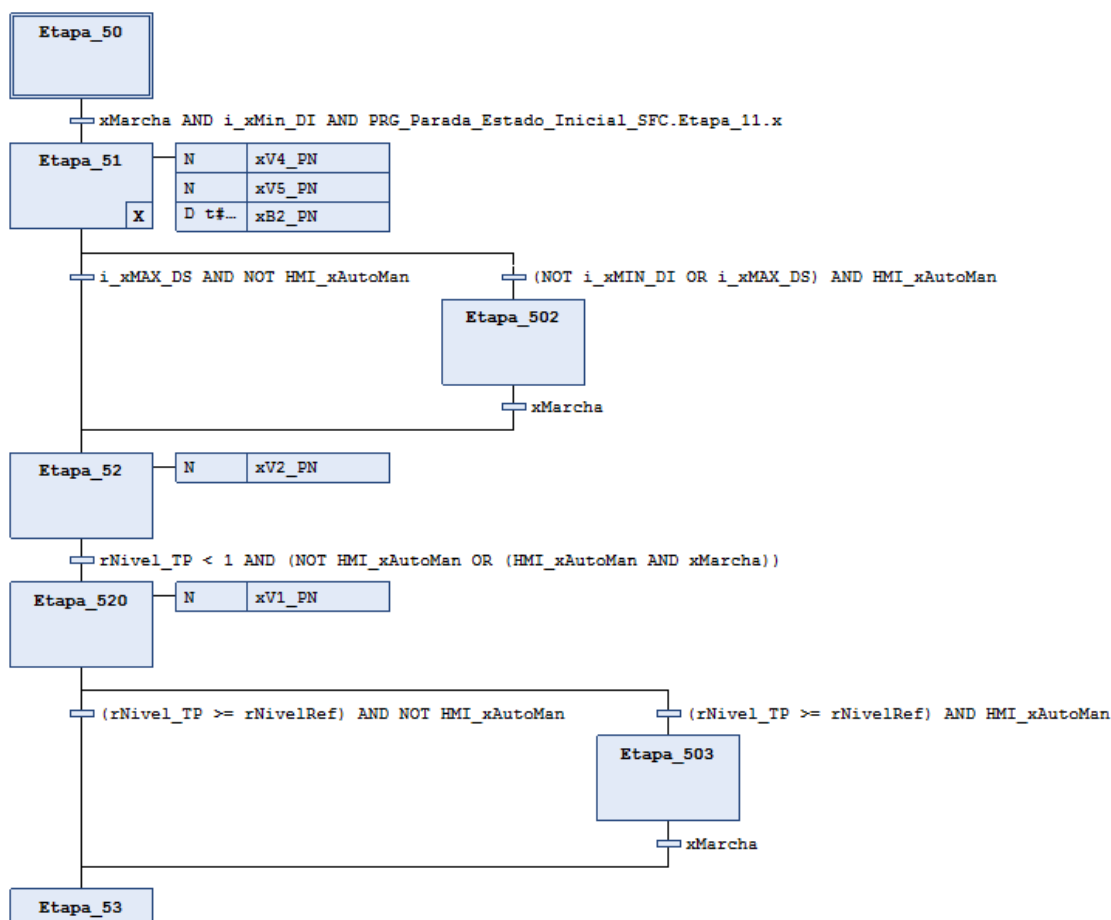 Etapa_50
xMarcha AND i_xMin_DI AND PRG_Parada_Estado_Inicial_SFC.Etapa_11.x
Etapa_51
N xV4_PN
N xV5_PN
X
D t#… xB2_PN
i_xMAX_DS AND NOT HMI_xAutoMan
(NOT i_xMIN_DI OR i_xMAX_DS) AND HMI_xAutoMan
Etapa_502
xMarcha
Etapa_52
N xV2_PN
rNivel_TP < 1 AND (NOT HMI_xAutoMan OR (HMI_xAutoMan AND xMarcha))
Etapa_520
N xV1_PN
(rNivel_TP >= rNivelRef) AND NOT HMI_xAutoMan
(rNivel_TP >= rNivelRef) AND HMI_xAutoMan
Etapa_503
xMarcha
Etapa_53